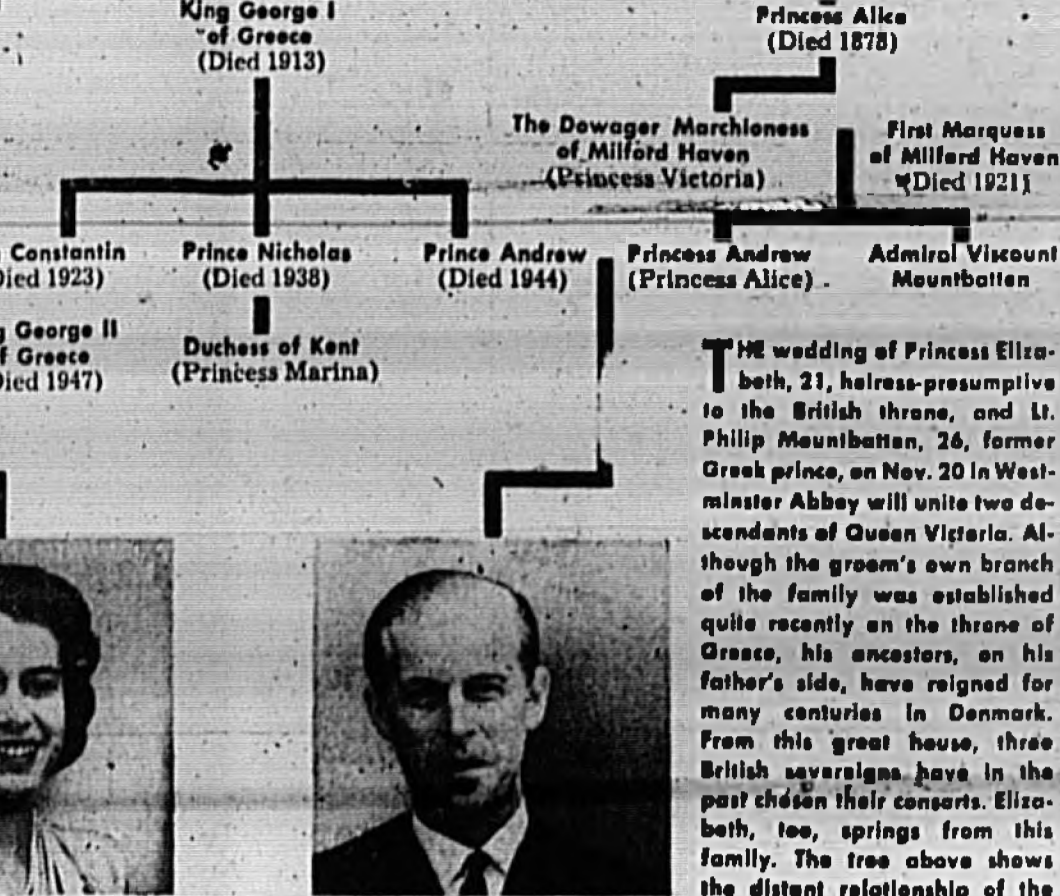 King George I
of Greece
(Died 1913)
Princess Alice
(Died 1878)
The Dowager Marchioness
of Milford Haven
(Princess Victoria)
First Marquess
of Milford Haven
(Died 1921)
Constantin
Died 1923)
Prince Nicholas
(Died 1938)
Prince Andrew
(Died 1944)
Princess Andrew
(Princess Alice)
Admiral Viscount
Mountbatten
g George II
f Greece
Died 1947)
Duchess of Kent
(Princess Marina)
THE wedding of Princess Eliza-
beth, 21, heiress-presumptive
to the British throne, and Lt.
Philip Mountbatten, 26, former
Greek prince, on Nov. 20 in West-
minster Abbey will unite two de-
scendants of Queen Victoria. Al-
though the groom's own branch
of the family was established
quite recently on the throne of
Greece, his ancestors, on his
father's side, have reigned for
many centuries in Denmark.
From this great house, three
British sovereigns have in the
past chosen their consorts. Eliza-
beth, too, springs from this
family. The tree above shows
the distant relationship of the